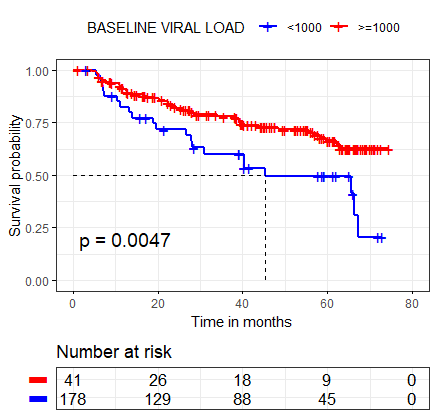 BASELINE VIRAL LOAD <1000 >=1000
Survival probability
1.00
0.75
0.50
0.25
0.00
p = 0.0047
0 20 40 60 80
Time in months
Number at risk
41 26 18 9 0
178 129 88 45 0